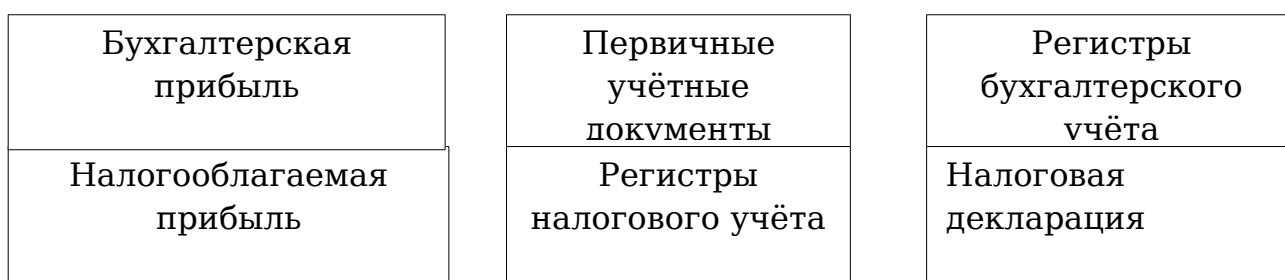 Бухгалтерская
прибыль
Первичные
учётные
документы
Регистры
бухгалтерского
учёта
Налогооблагаемая
прибыль
Регистры
налогового учёта
Налоговая
декларация